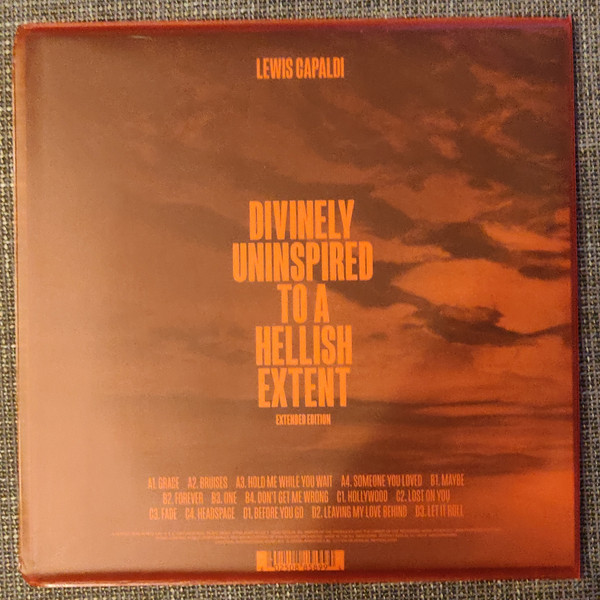 LEWIS CAPALDI
DIVINELY
UNINSPIRED
TO A
HELLISH
EXTENT
EXTENDED EDITION
A1. GRACE A2. BRUISES A3. HOLD ME WHILE YOU WAIT A4. SOMEONE YOU LOVED B1. MAYBE
B2. FOREVER B3. ONE B4. DON'T GET ME WRONG C1. HOLLYWOOD C2. LOST ON YOU
C3. FADE C4. HEADSPACE D1. BEFORE YOU GO D2. LEAVING MY LOVE BEHIND D3. LET IT ROLL